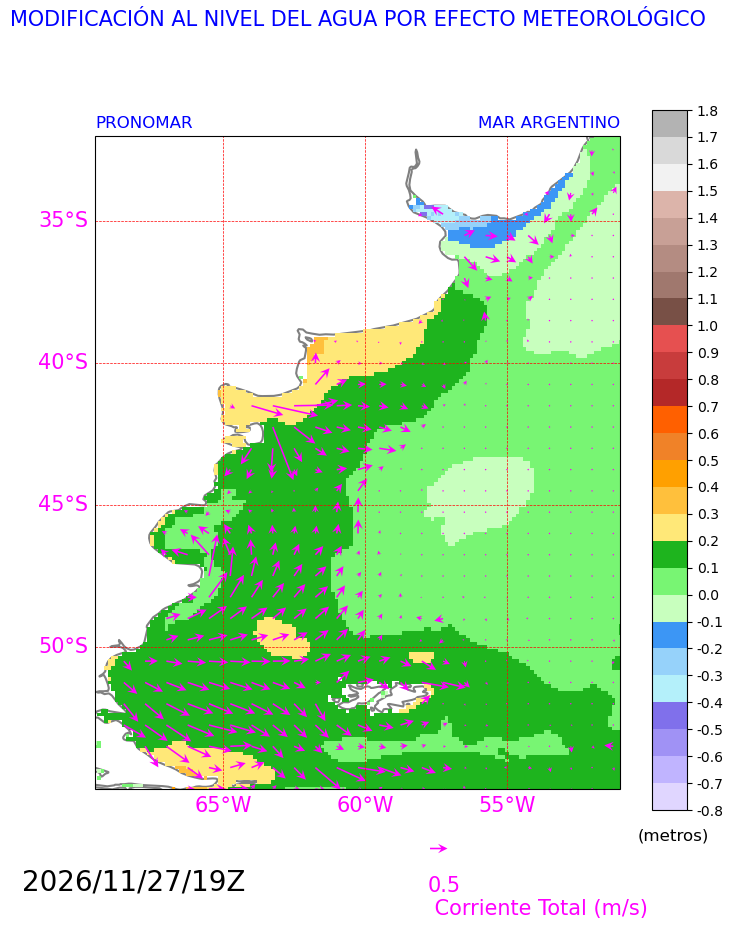 MODIFICACIÓN AL NIVEL DEL AGUA POR EFECTO METEOROLÓGICO
PRONOMAR MAR ARGENTINO
35°S
40°S
45°S
50°S
65°W 60°W 55°W
1.8
1.7
1.6
1.5
1.4
1.3
1.2
1.1
1.0
0.9
0.8
0.7
0.6
0.5
0.4
0.3
0.2
0.1
0.0
-0.1
-0.2
-0.3
-0.4
-0.5
-0.6
-0.7
-0.8
(metros)
2026/11/27/19Z
0.5
Corriente Total (m/s)